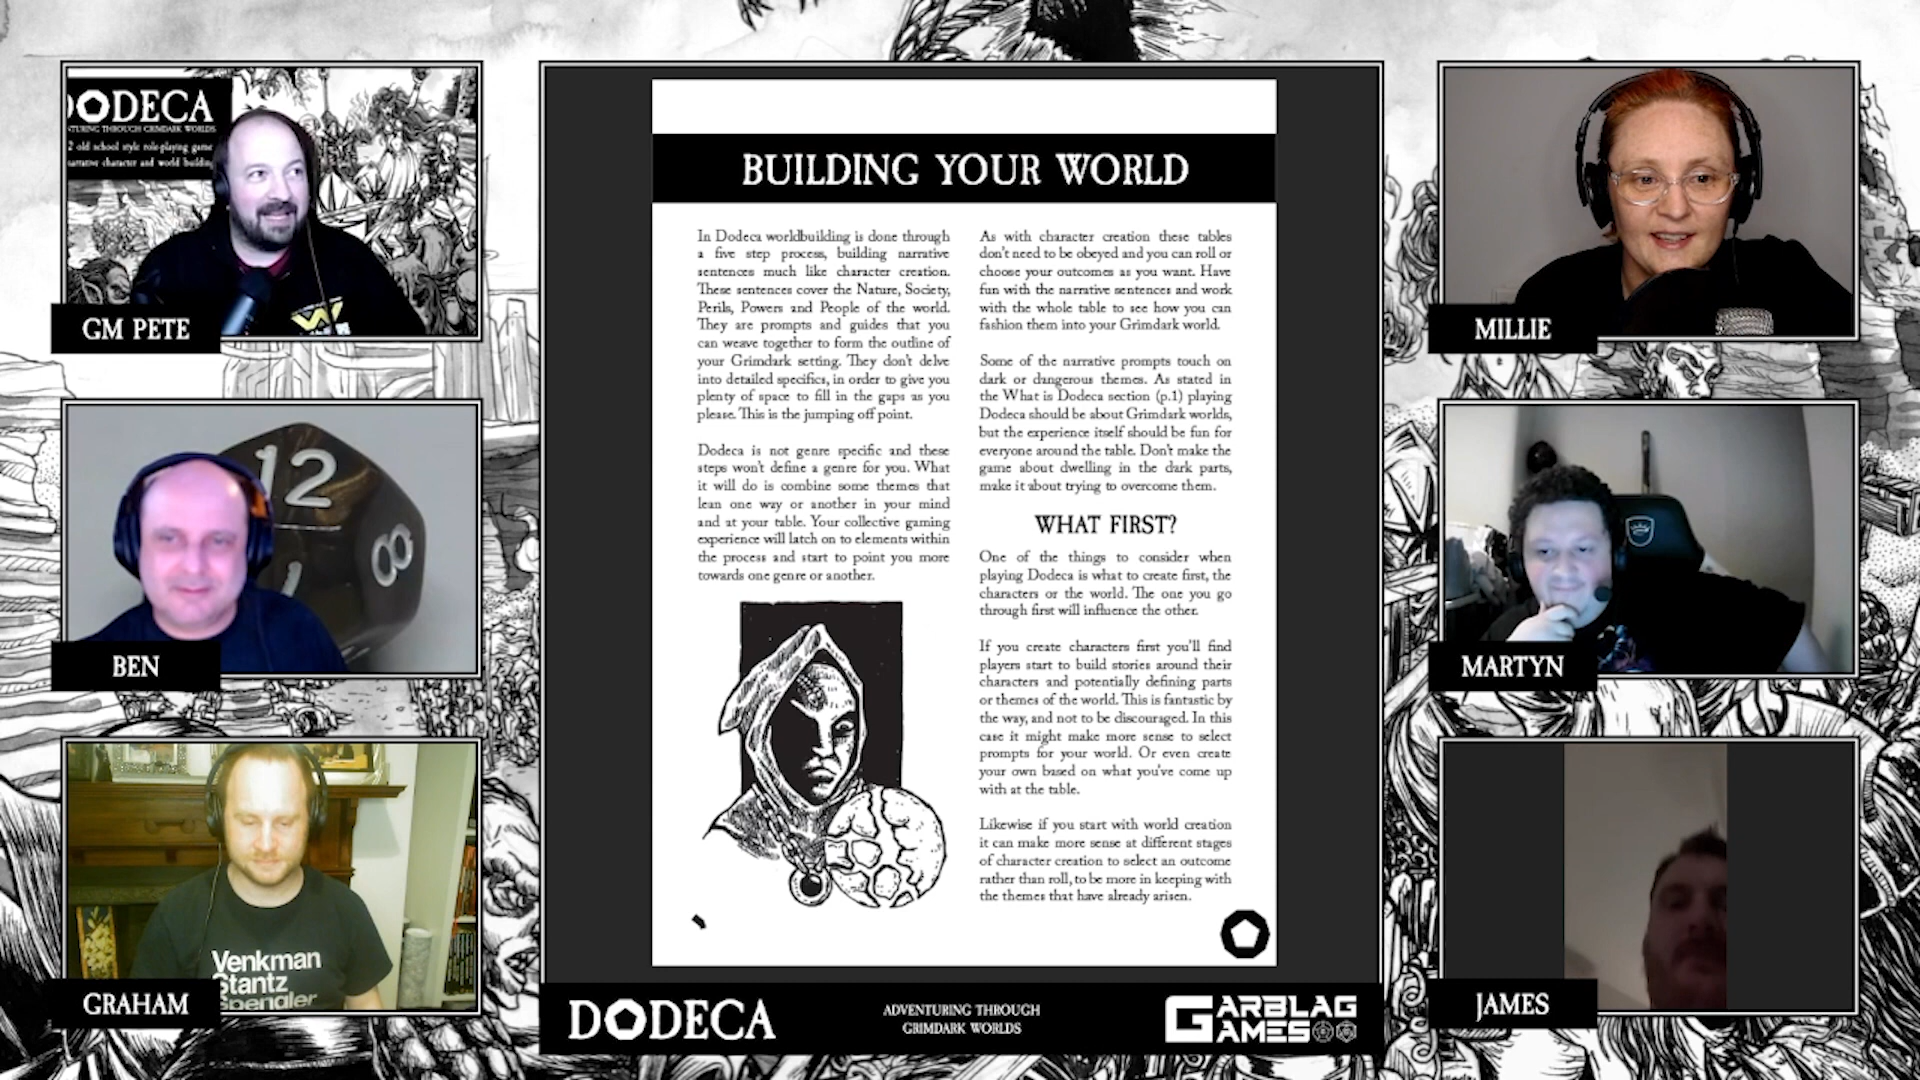 DODECA
TURING THROUGH GRIMDARK WORLDS
2 old school style role-playing game
narrative character and world building
GM PETE
12
8
BEN
Venkman
Stantz
Spengler
GRAHAM
BUILDING YOUR WORLD
In Dodeca worldbuilding is done through
a five step process, building narrative
sentences much like character creation.
These sentences cover the Nature, Society,
Perils, Powers and People of the world.
They are prompts and guides that you
can weave together to form the outline of
your Grimdark setting. They don't delve
into detailed specifics, in order to give you
plenty of space to fill in the gaps as you
please. This is the jumping off point.
Dodeca is not genre specific and these
steps won't define a genre for you. What
it will do is combine some themes that
lean one way or another in your mind
and at your table. Your collective gaming
experience will latch on to elements within
the process and start to point you more
towards one genre or another.
As with character creation these tables
don't need to be obeyed and you can roll or
choose your outcomes as you want. Have
fun with the narrative sentences and work
with the whole table to see how you can
fashion them into your Grimdark world.
Some of the narrative prompts touch on
dark or dangerous themes. As stated in
the What is Dodeca section (p.1) playing
Dodeca should be about Grimdark worlds,
but the experience itself should be fun for
everyone around the table. Don't make the
game about dwelling in the dark parts,
make it about trying to overcome them.
WHAT FIRST?
One of the things to consider when
playing Dodeca is what to create first, the
characters or the world. The one you go
through first will influence the other.
If you create characters first you'll find
players start to build stories around their
characters and potentially defining parts
or themes of the world. This is fantastic by
the way, and not to be discouraged. In this
case it might make more sense to select
prompts for your world. Or even create
your own based on what you've come up
with at the table.
Likewise if you start with world creation
it can make more sense at different stages
of character creation to select an outcome
rather than roll, to be more in keeping with
the themes that have already arisen.
DODECA
ADVENTURING THROUGH
GRIMDARK WORLDS
GARBLAG
GAMES
MILLIE
MARTYN
JAMES